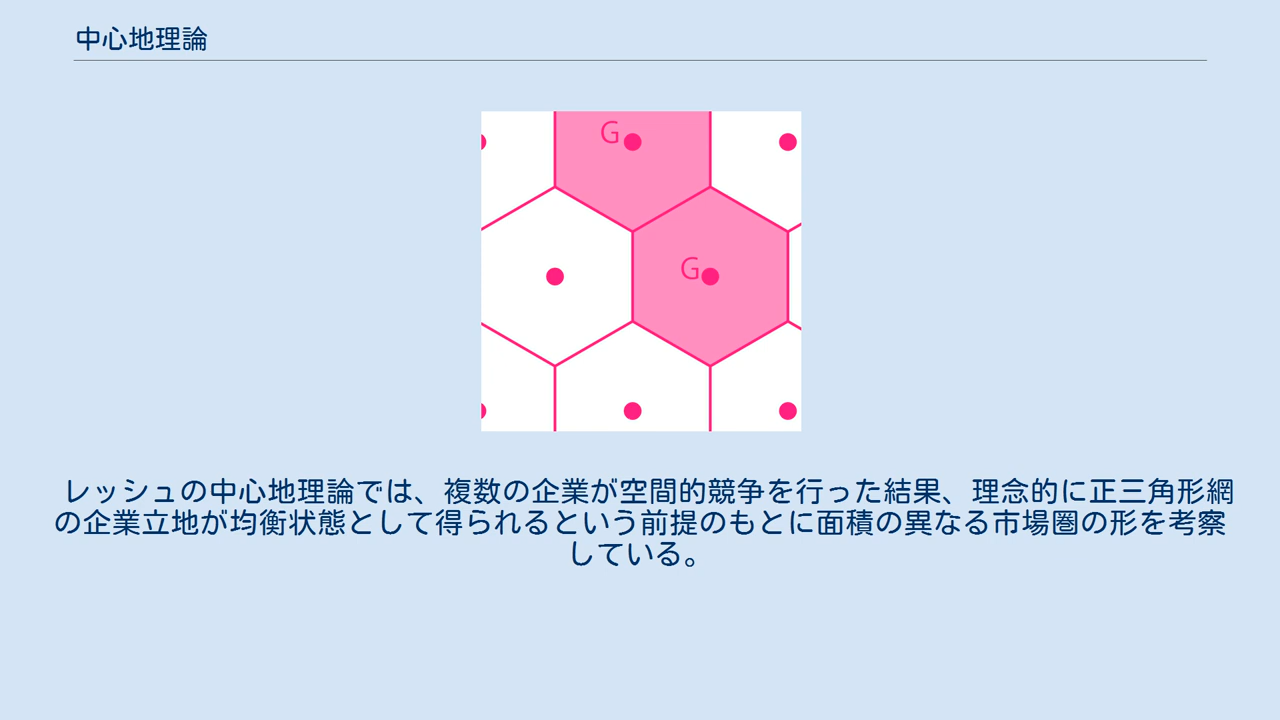 中心地理論
G
G
レッシュの中心地理論では、複数の企業が空間的競争を行った結果、理念的に正三角形網
の企業立地が均衡状態として得られるという前提のもとに面積の異なる市場圏の形を考察
している。